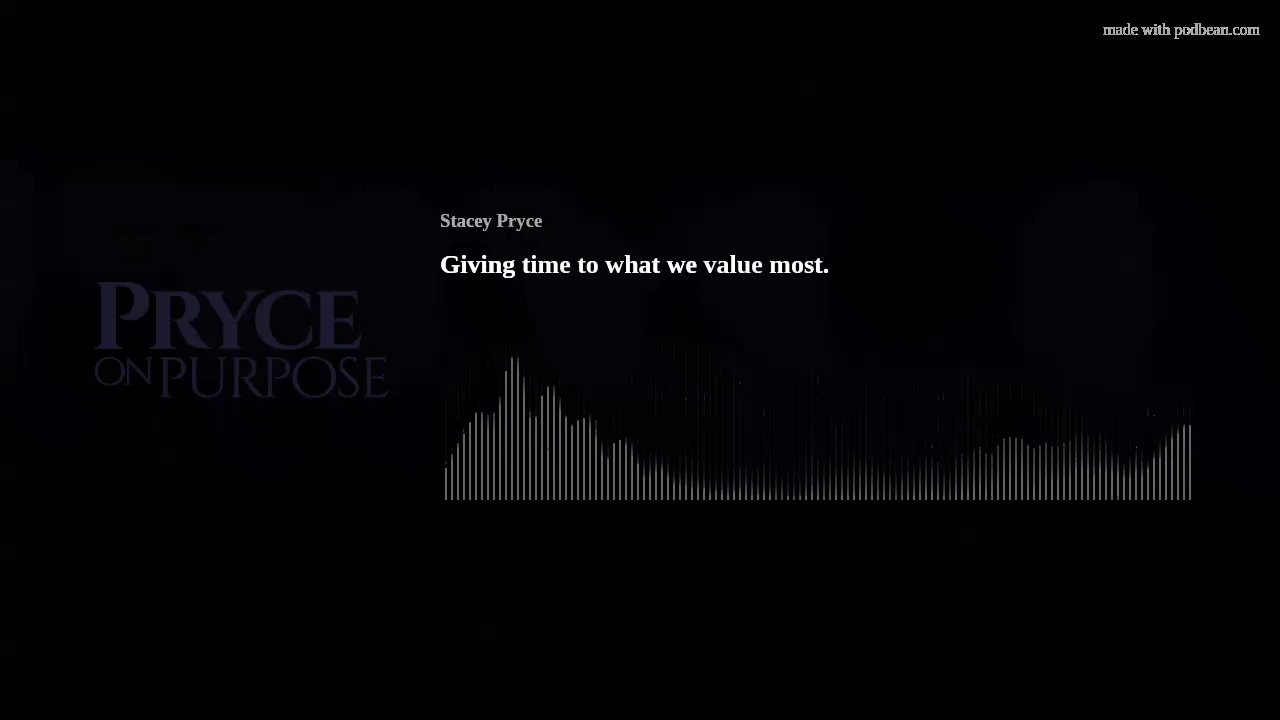 made with podbean.com
Stacey Pryce
Giving time to what we value most.
PRYCE
ON PURPOSE